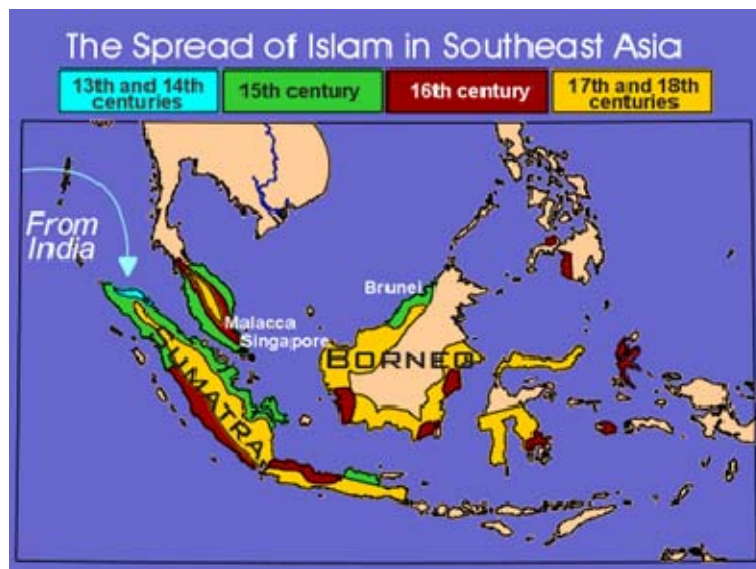 The Spread of Islam in Southeast Asia
13th and 14th
centuries
15th century
16th century
17th and 18th
centuries
From
India
Brunei
Malacca
Singapore
BORNEO
SUMATRA